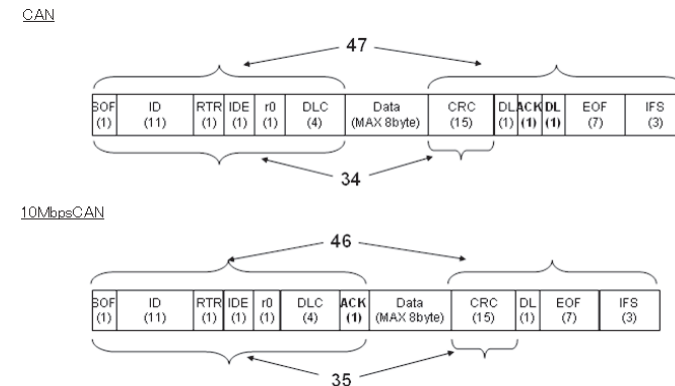 CAN
47
SOF ID RTR IDE r0 DLC Data CRC DL ACK DL EOF IFS
(1) (11) (1) (1) (1) (4) (MAX 8byte) (15) (1) (1) (1) (7) (3)
34
10MbpsCAN
46
SOF ID RTR IDE r0 DLC ACK Data CRC DL EOF IFS
(1) (11) (1) (1) (1) (4) (1) (MAX 8byte) (15) (1) (7) (3)
35